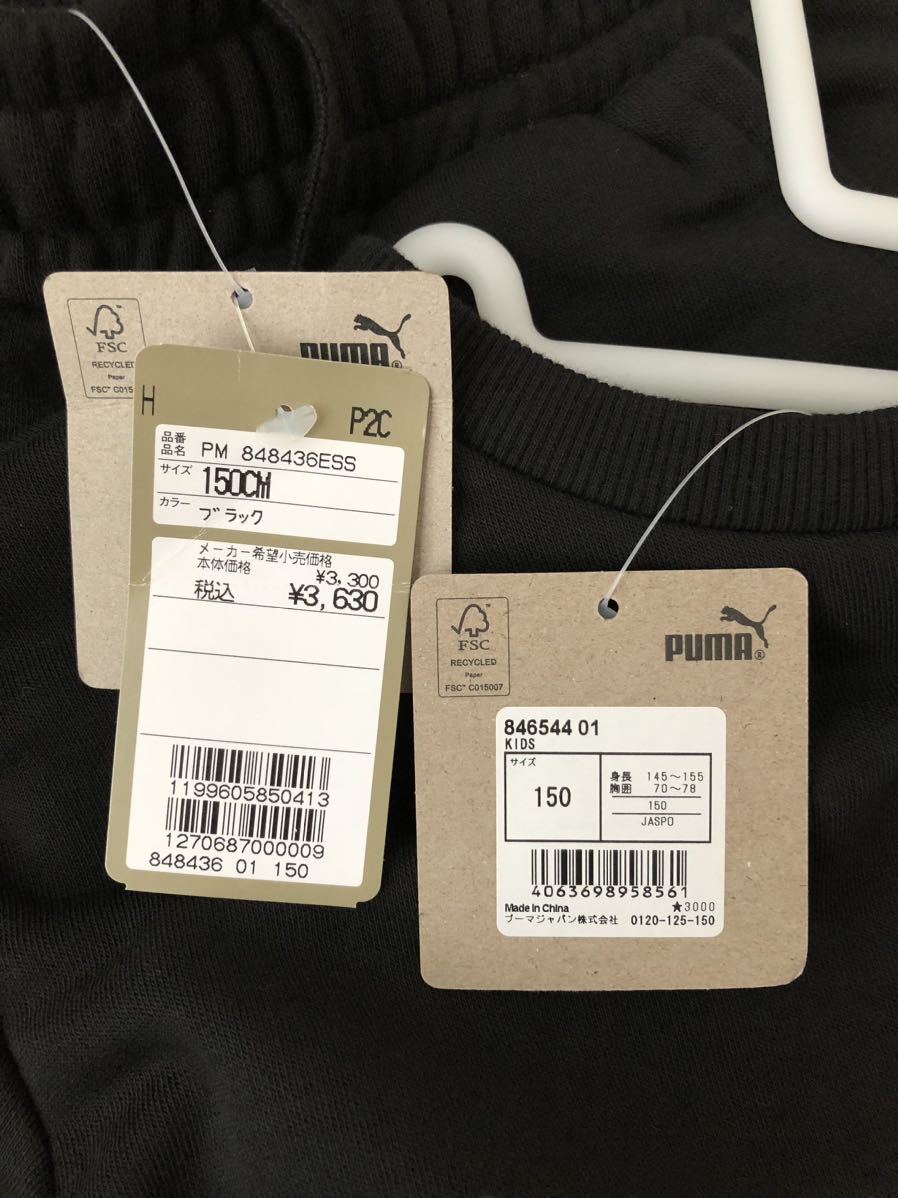 FSC
RECYCLED
Paper
FSC™ C015
PUMA®
H
P2C
品番
品名 PM 848436ESS
サイズ 150CM
カラー ブラック
メーカー希望小売価格
本体価格 ¥3,300
税込 ¥3,630
1199605850413
1270687000009
848436 01 150
FSC
RECYCLED
Paper
FSC™ C015007
PUMA®
846544 01
KIDS
サイズ
150
身長 145～155
胸囲 70～78
150
JASPO
4063698958561
Made in China ★3000
プーマジャパン株式会社 0120-125-150